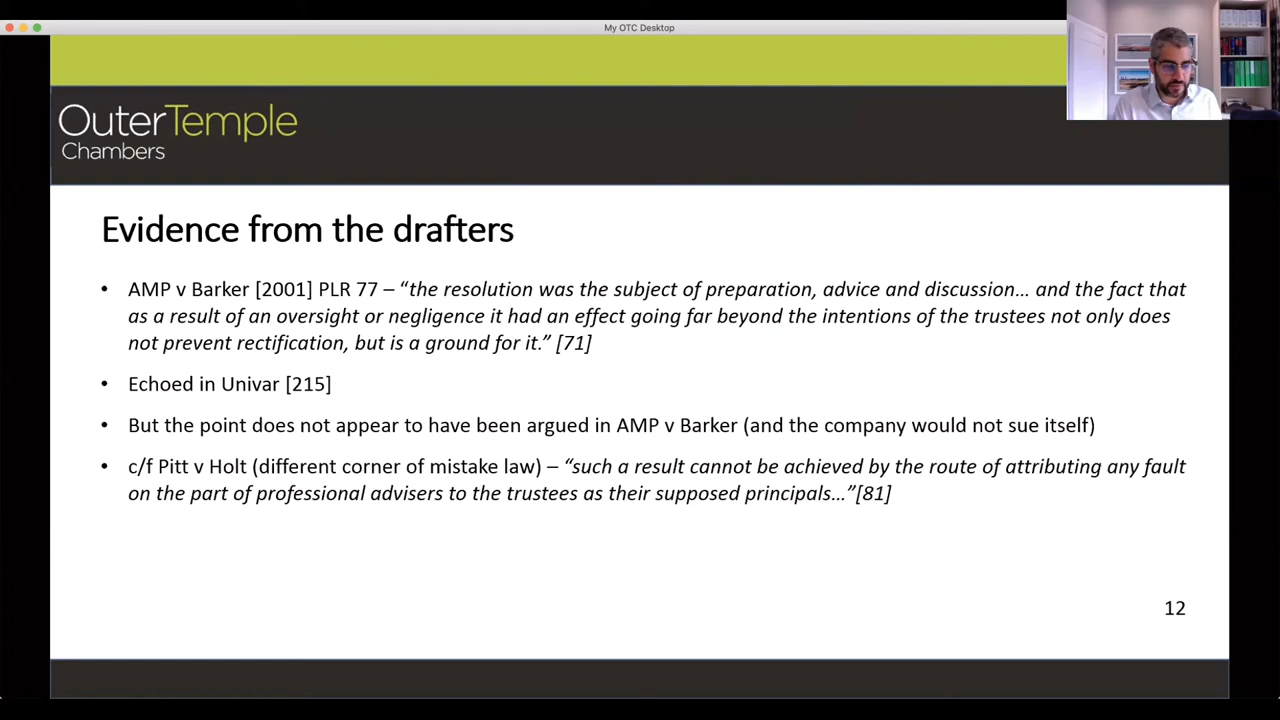 My OTC Desktop
OuterTemple
Chambers
Evidence from the drafters
• AMP v Barker [2001] PLR 77 – “the resolution was the subject of preparation, advice and discussion… and the fact that
as a result of an oversight or negligence it had an effect going far beyond the intentions of the trustees not only does
not prevent rectification, but is a ground for it.” [71]
• Echoed in Univar [215]
• But the point does not appear to have been argued in AMP v Barker (and the company would not sue itself)
• c/f Pitt v Holt (different corner of mistake law) – “such a result cannot be achieved by the route of attributing any fault
on the part of professional advisers to the trustees as their supposed principals…”[81]
12